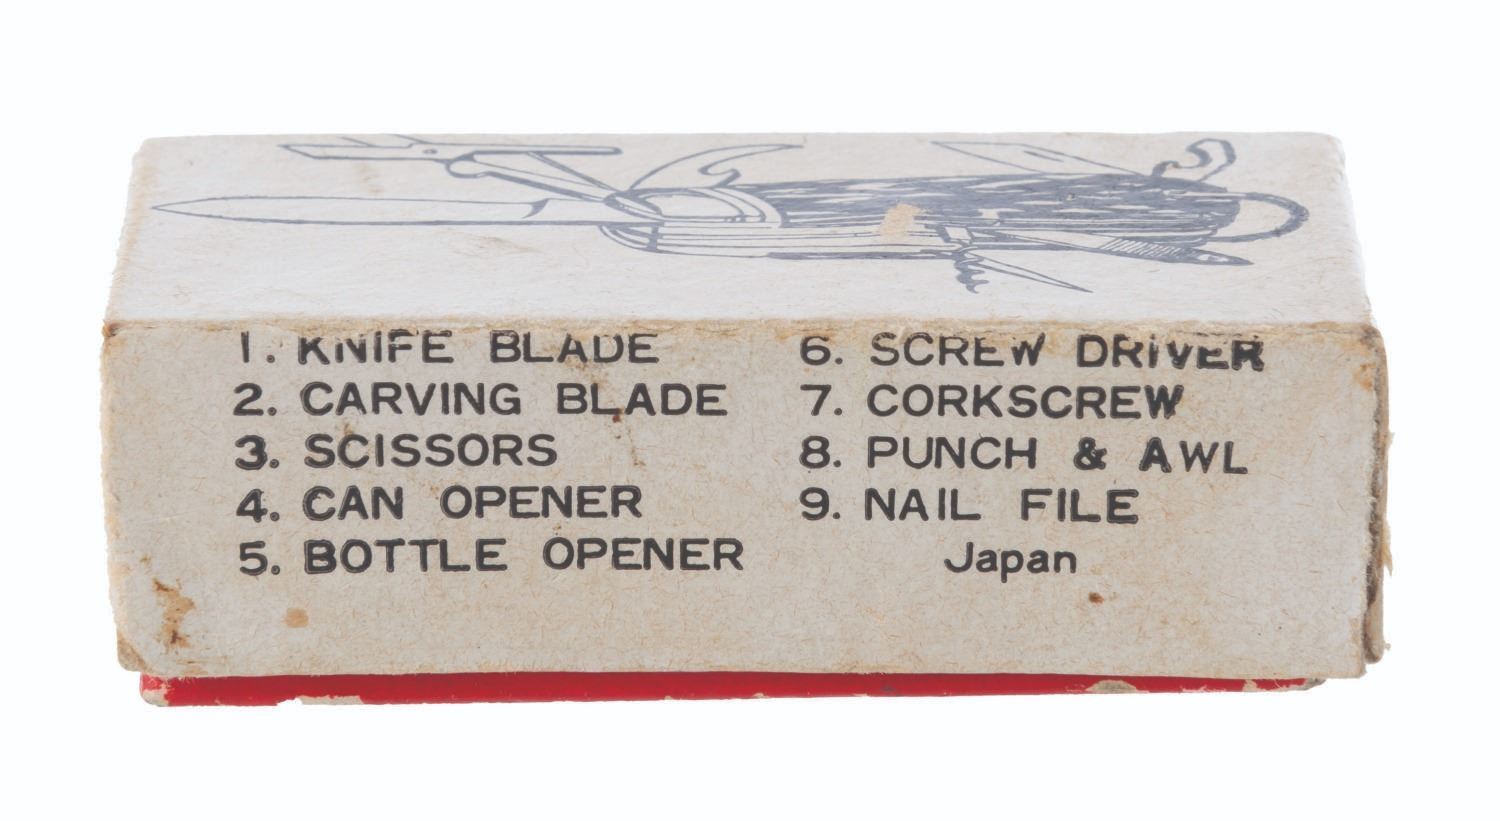 1. KNIFE BLADE
2. CARVING BLADE
3. SCISSORS
4. CAN OPENER
5. BOTTLE OPENER
6. SCREW DRIVER
7. CORKSCREW
8. PUNCH & AWL
9. NAIL FILE
Japan